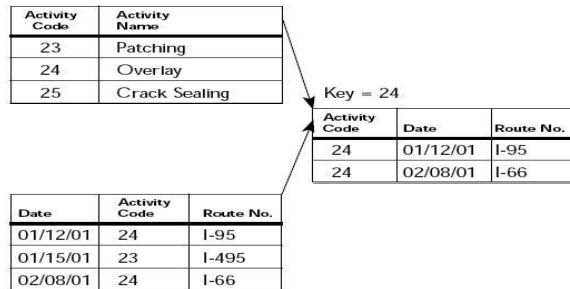 Activity Code Activity Name
23 Patching
24 Overlay
25 Crack Sealing
Key = 24
Activity Code Date Route No.
24 01/12/01 I-95
24 02/08/01 I-66
Date Activity Code Route No.
01/12/01 24 I-95
01/15/01 23 I-495
02/08/01 24 I-66